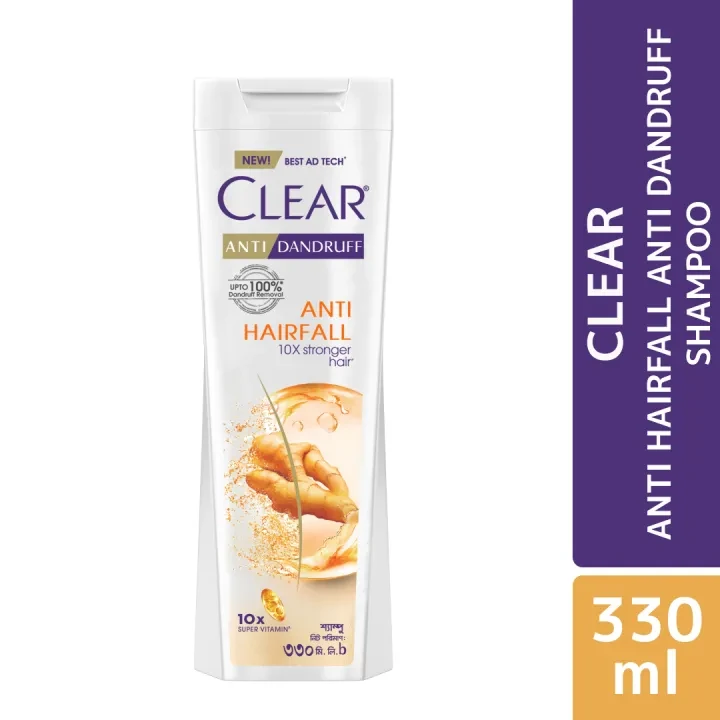 NEW! BEST AD TECH*
CLEAR®
ANTI DANDRUFF
UPTO 100%*
Dandruff Removal
ANTI
HAIRFALL
10X stronger
hair*
10x
SUPER VITAMIN*
শ্যাম্পু
নিট পরিমাণ:
৩৩০ মি. লি. b
CLEAR
ANTI HAIRFALL ANTI DANDRUFF
SHAMPOO
330
ml